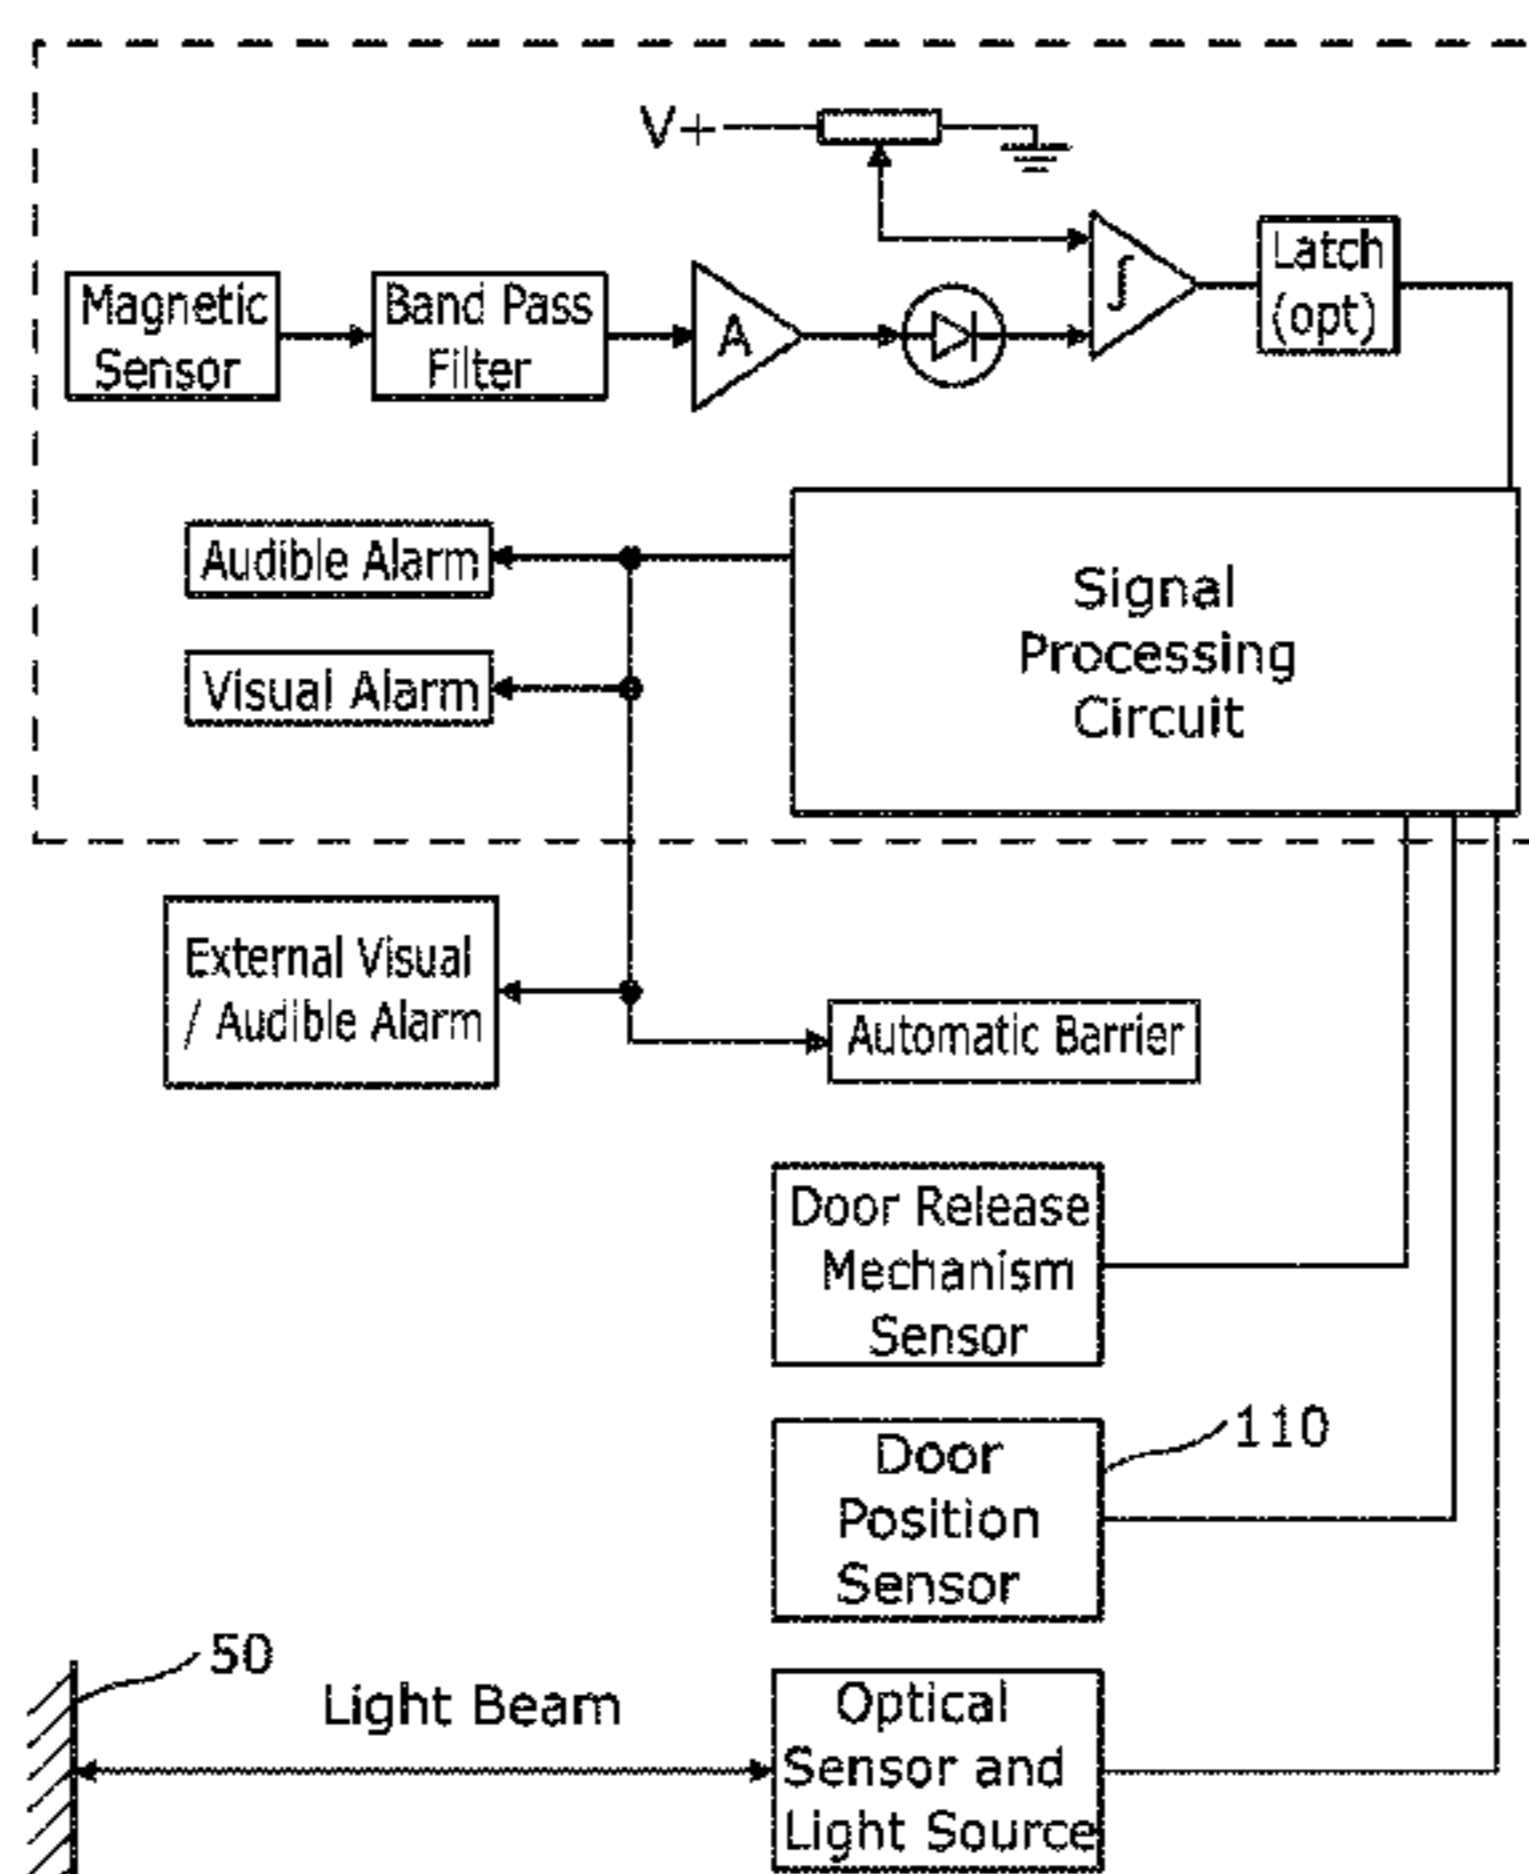 V+
Magnetic
Sensor
Band Pass
Filter
A
∫
Latch
(opt)
Audible Alarm
Visual Alarm
Signal
Processing
Circuit
External Visual
/ Audible Alarm
Automatic Barrier
Door Release
Mechanism
Sensor
110
Door
Position
Sensor
50
Light Beam
Optical
Sensor and
Light Source